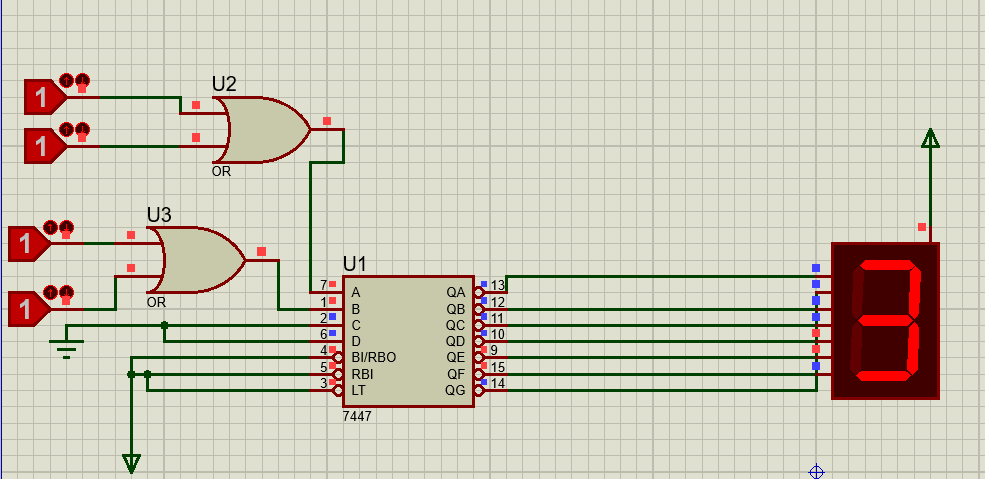 U2
1
1
OR
U3
1
1
OR
U1
7 A QA 13
1 B QB 12
2 C QC 11
6 D QD 10
4 BI/RBO QE 9
5 RBI QF 15
3 LT QG 14
7447
3